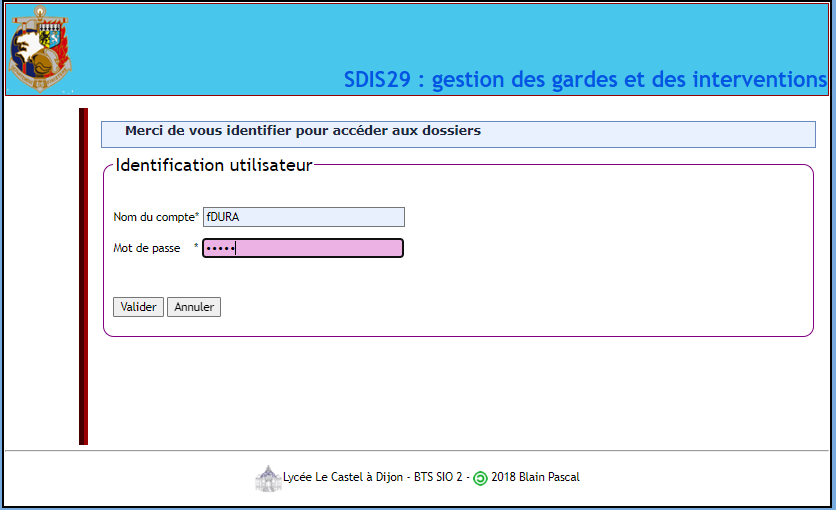 SDIS29 : gestion des gardes et des interventions
Merci de vous identifier pour accéder aux dossiers
Identification utilisateur
Nom du compte* fDURA
Mot de passe * •••••
Valider Annuler
Lycée Le Castel à Dijon - BTS SIO 2 - 2018 Blain Pascal